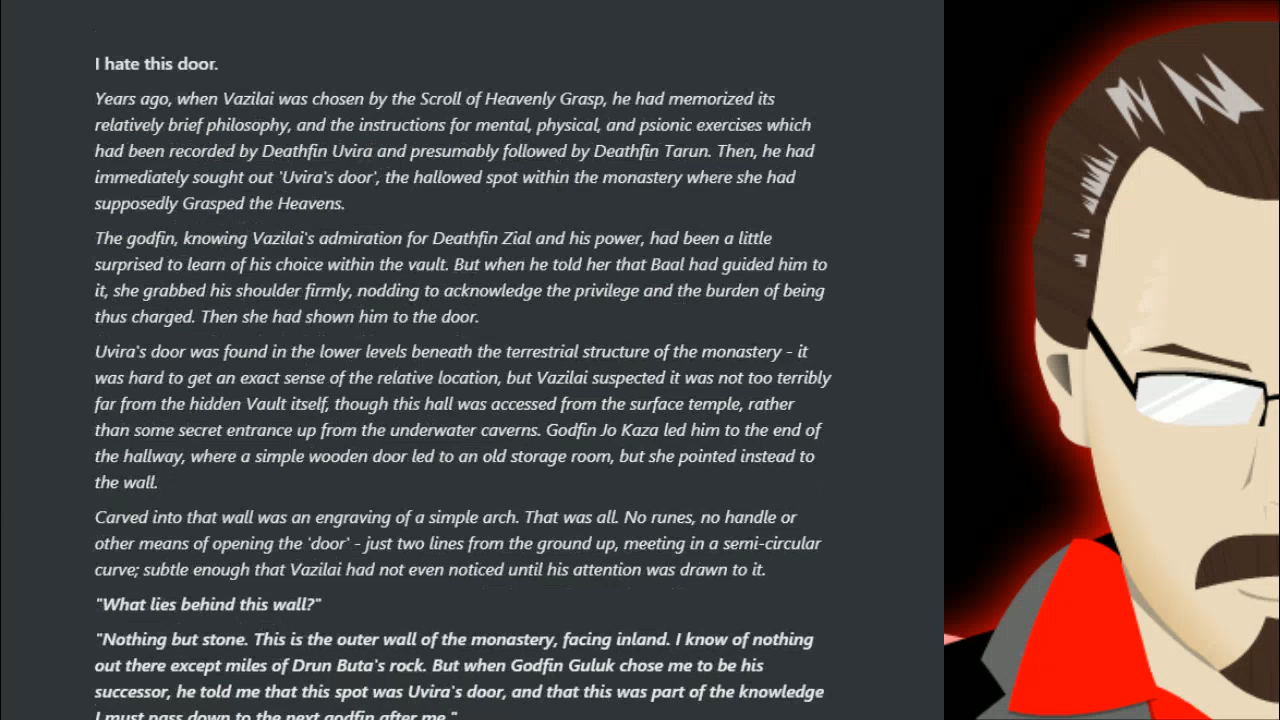 I hate this door.
Years ago, when Vazilai was chosen by the Scroll of Heavenly Grasp, he had memorized its
relatively brief philosophy, and the instructions for mental, physical, and psionic exercises which
had been recorded by Deathfin Uvira and presumably followed by Deathfin Tarun. Then, he had
immediately sought out 'Uvira's door', the hallowed spot within the monastery where she had
supposedly Grasped the Heavens.
The godfin, knowing Vazilai's admiration for Deathfin Zial and his power, had been a little
surprised to learn of his choice within the vault. But when he told her that Baal had guided him to
it, she grabbed his shoulder firmly, nodding to acknowledge the privilege and the burden of being
thus charged. Then she had shown him to the door.
Uvira's door was found in the lower levels beneath the terrestrial structure of the monastery - it
was hard to get an exact sense of the relative location, but Vazilai suspected it was not too terribly
far from the hidden Vault itself, though this hall was accessed from the surface temple, rather
than some secret entrance up from the underwater caverns. Godfin Jo Kaza led him to the end of
the hallway, where a simple wooden door led to an old storage room, but she pointed instead to
the wall.
Carved into that wall was an engraving of a simple arch. That was all. No runes, no handle or
other means of opening the 'door' - just two lines from the ground up, meeting in a semi-circular
curve; subtle enough that Vazilai had not even noticed until his attention was drawn to it.
"What lies behind this wall?"
"Nothing but stone. This is the outer wall of the monastery, facing inland. I know of nothing
out there except miles of Drun Buta's rock. But when Godfin Guluk chose me to be his
successor, he told me that this spot was Uvira's door, and that this was part of the knowledge
I must pass down to the next godfin after me."